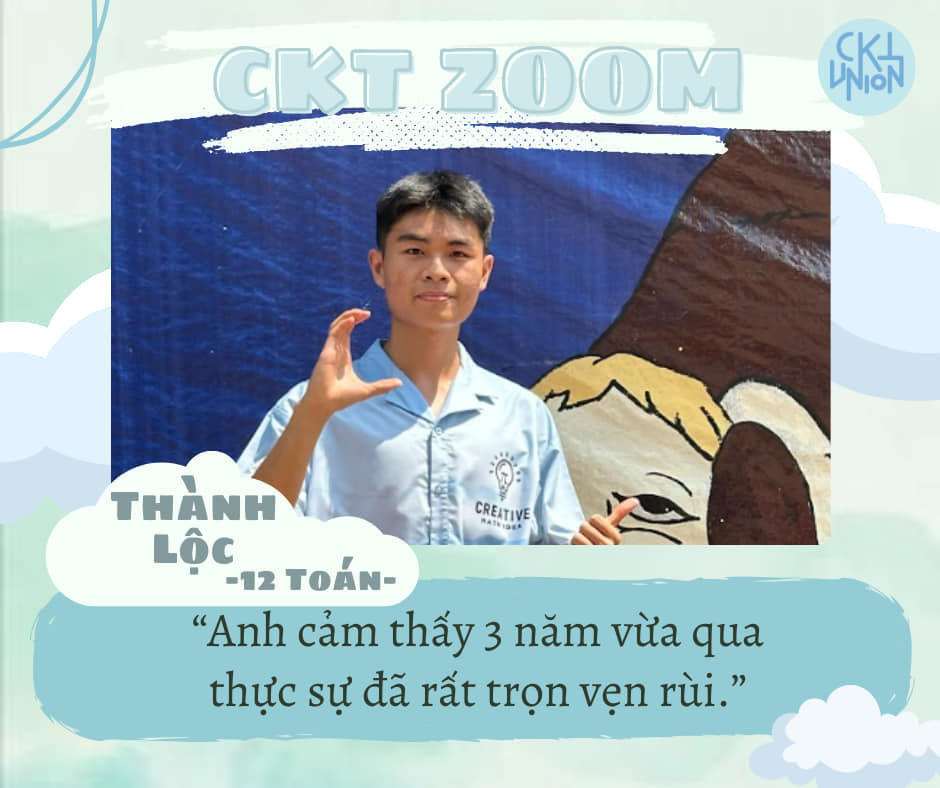 CKT ZOOM
CKT
UNION
CREATIVE
Thành
Lộc
-12 Toán-
“Anh cảm thấy 3 năm vừa qua
thực sự đã rất trọn vẹn rùi.”